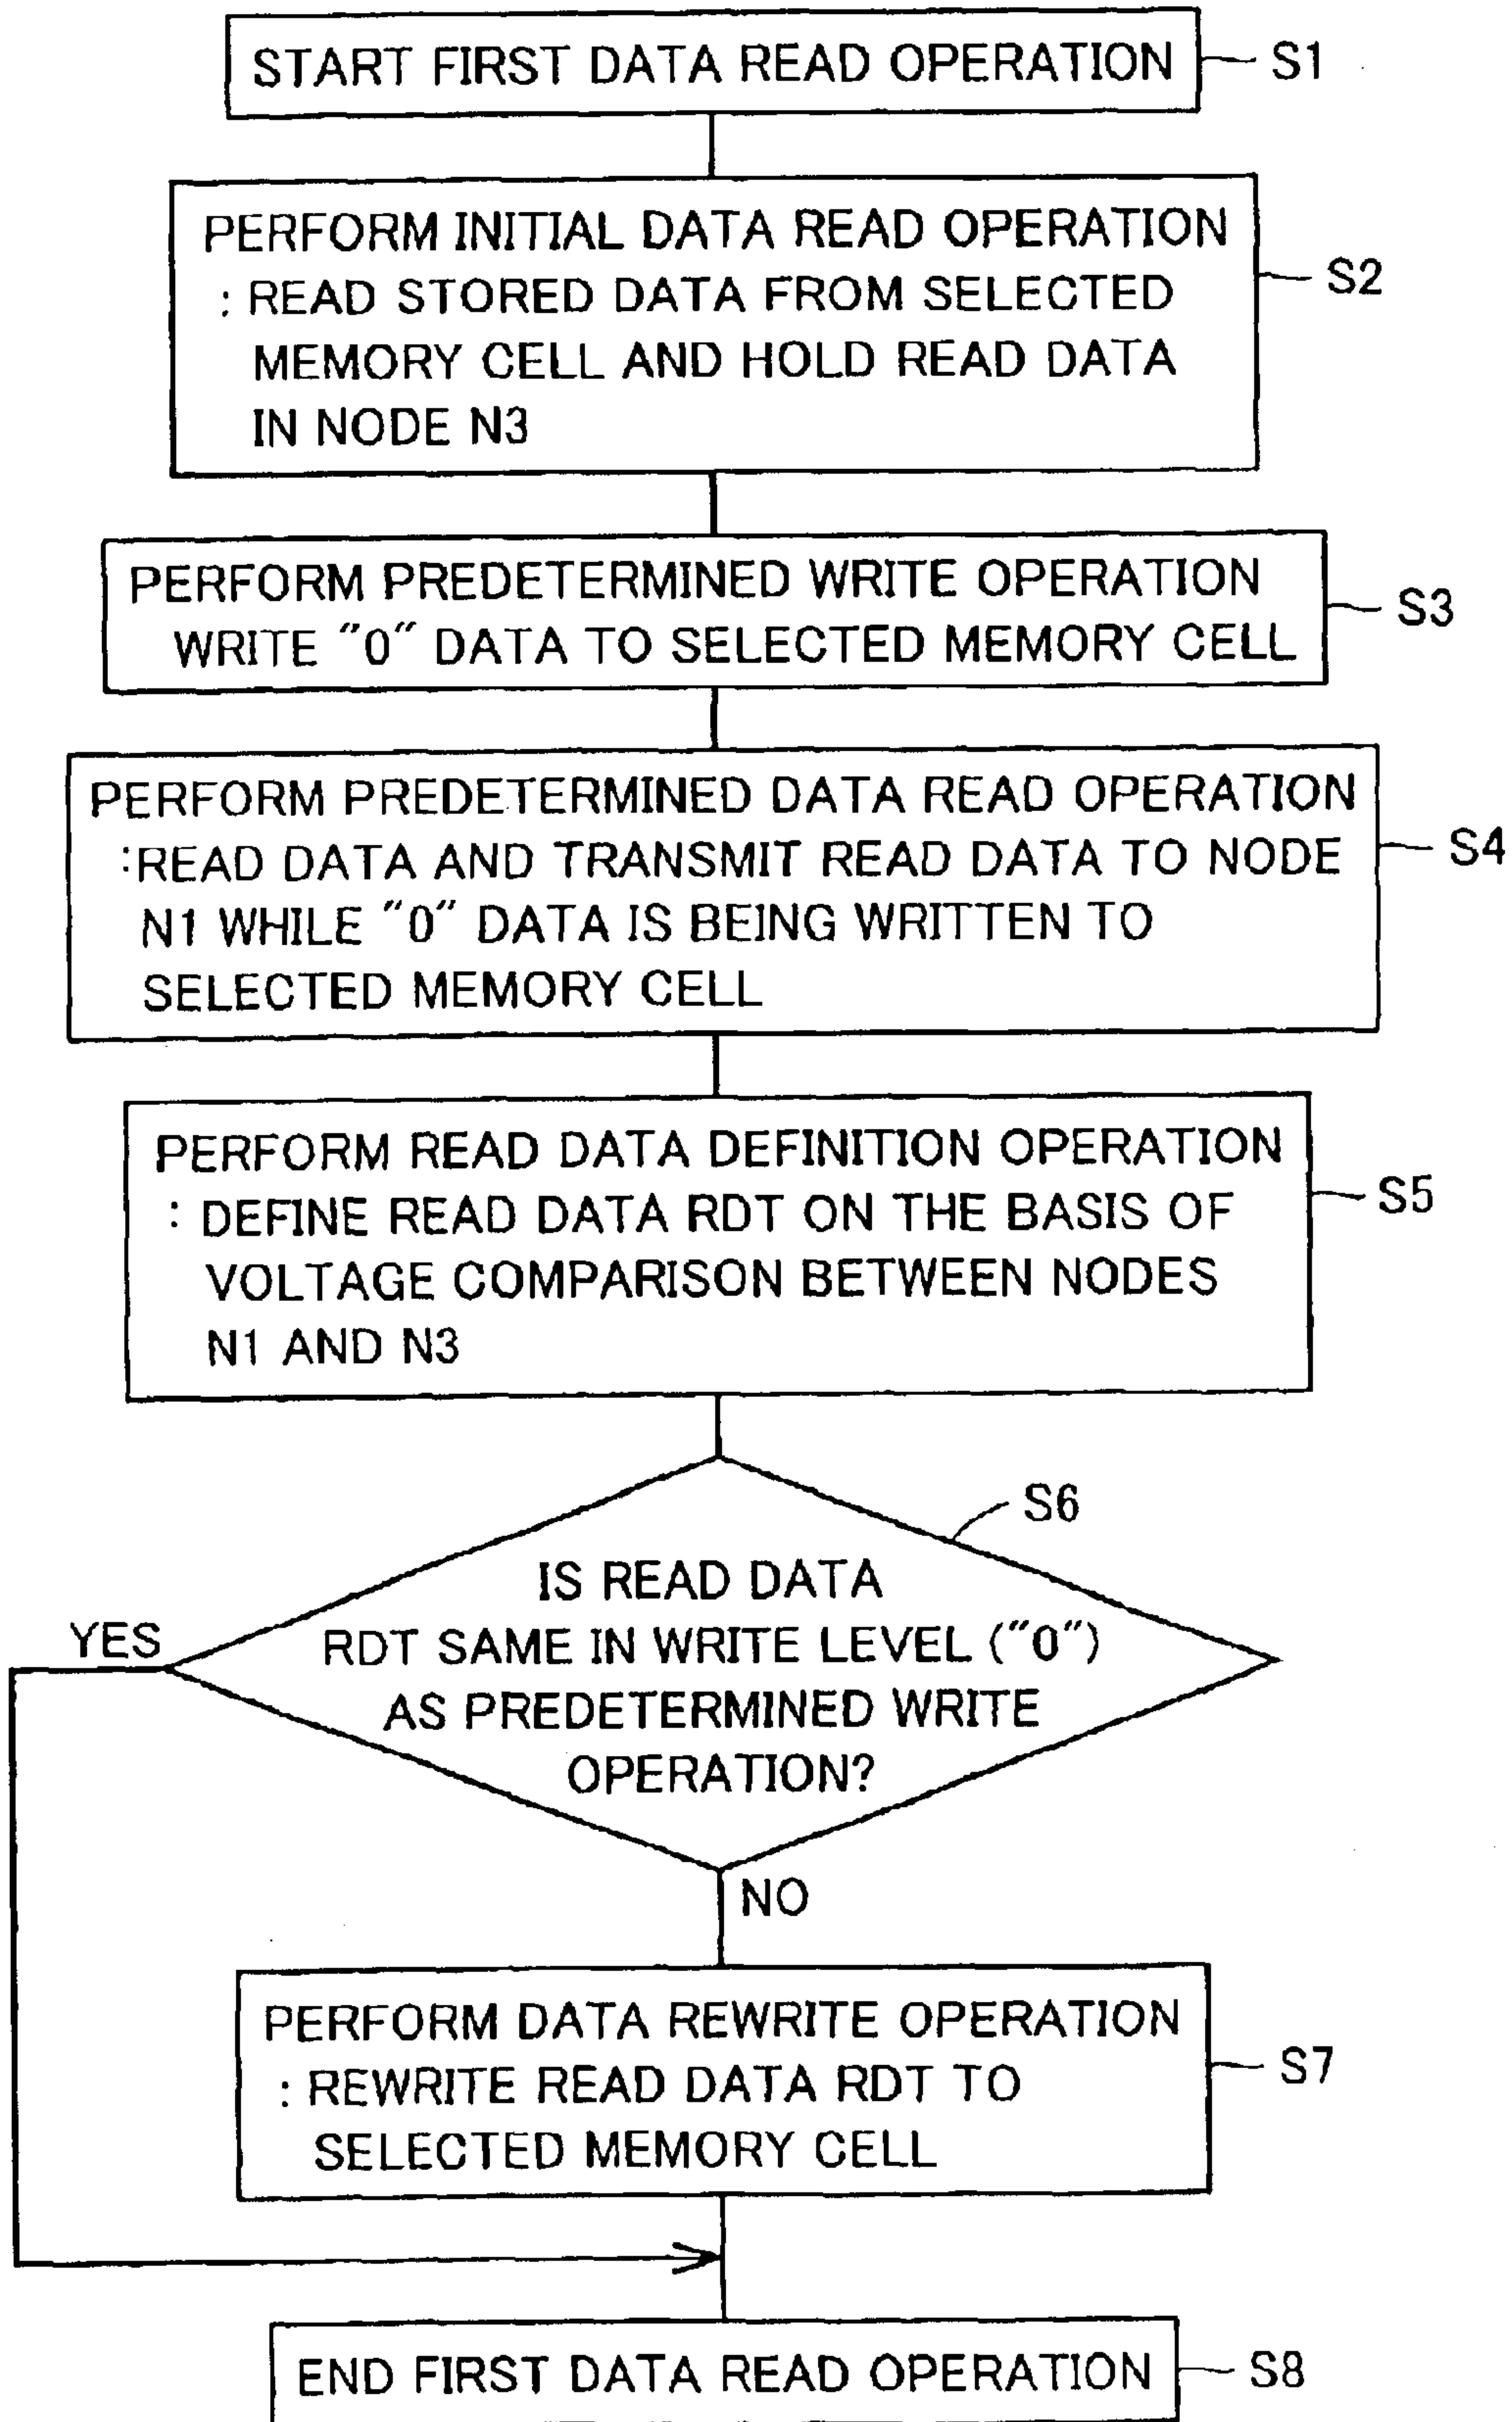 START FIRST DATA READ OPERATION
S1
PERFORM INITIAL DATA READ OPERATION
: READ STORED DATA FROM SELECTED
MEMORY CELL AND HOLD READ DATA
IN NODE N3
S2
PERFORM PREDETERMINED WRITE OPERATION
WRITE "0" DATA TO SELECTED MEMORY CELL
S3
PERFORM PREDETERMINED DATA READ OPERATION
:READ DATA AND TRANSMIT READ DATA TO NODE
N1 WHILE "0" DATA IS BEING WRITTEN TO
SELECTED MEMORY CELL
S4
PERFORM READ DATA DEFINITION OPERATION
: DEFINE READ DATA RDT ON THE BASIS OF
VOLTAGE COMPARISON BETWEEN NODES
N1 AND N3
S5
S6
IS READ DATA
RDT SAME IN WRITE LEVEL ("0")
AS PREDETERMINED WRITE
OPERATION?
YES
NO
PERFORM DATA REWRITE OPERATION
: REWRITE READ DATA RDT TO
SELECTED MEMORY CELL
S7
END FIRST DATA READ OPERATION
S8